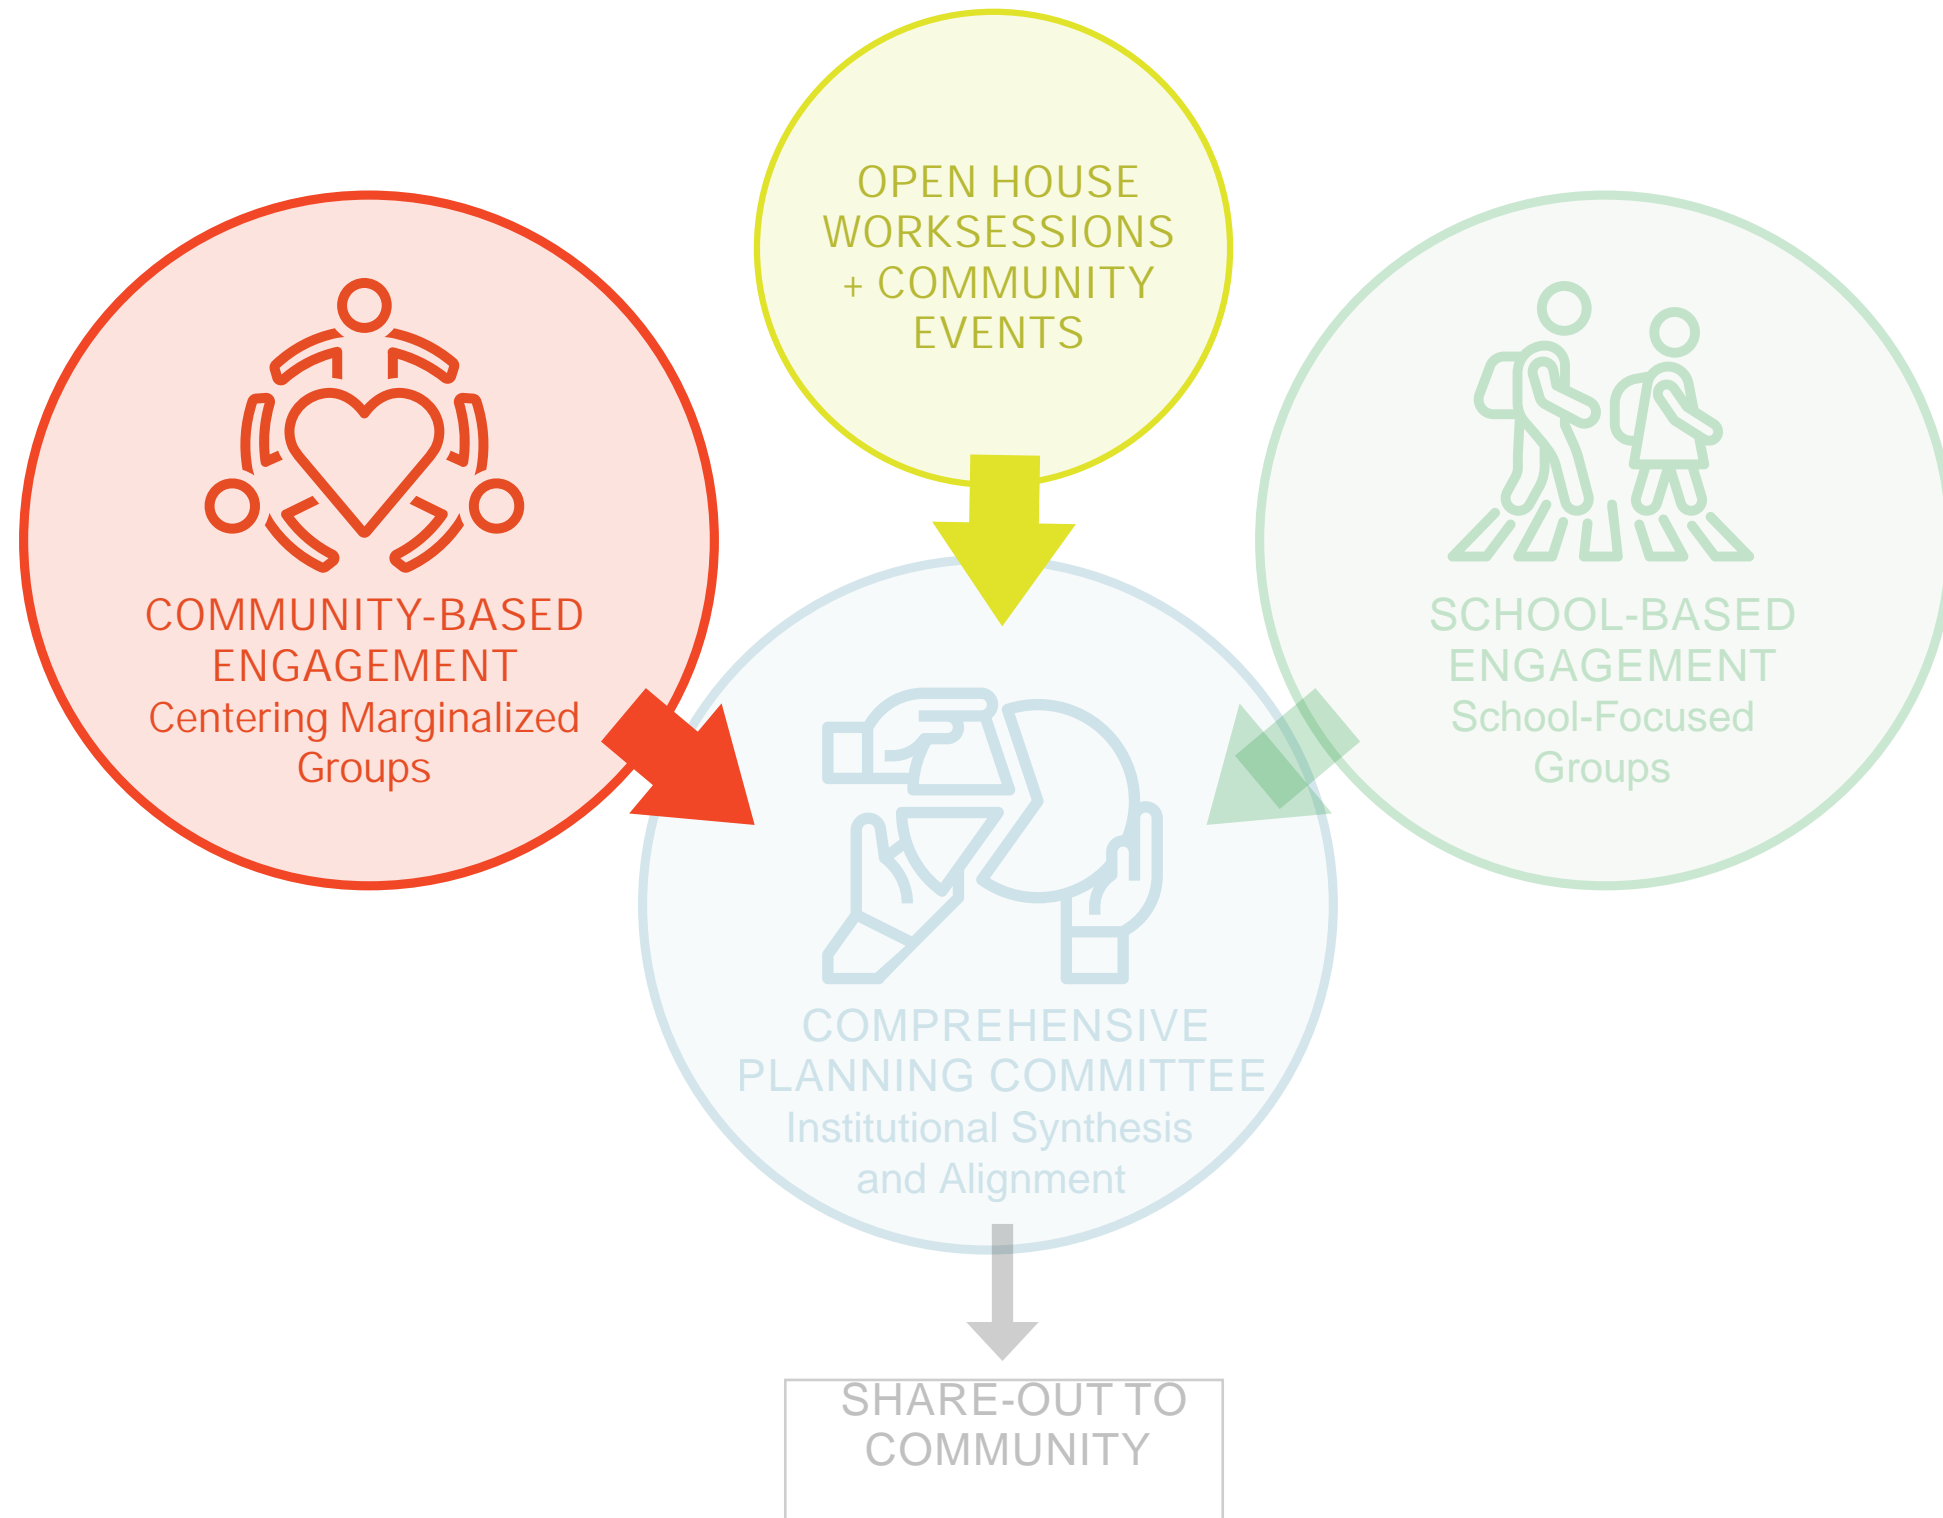 OPEN HOUSE
WORKSESSIONS
+ COMMUNITY
EVENTS
COMMUNITY-BASED
ENGAGEMENT
Centering Marginalized
Groups
SCHOOL-BASED
ENGAGEMENT
School-Focused
Groups
COMPREHENSIVE
PLANNING COMMITTEE
Institutional Synthesis
and Alignment
SHARE-OUT TO
COMMUNITY